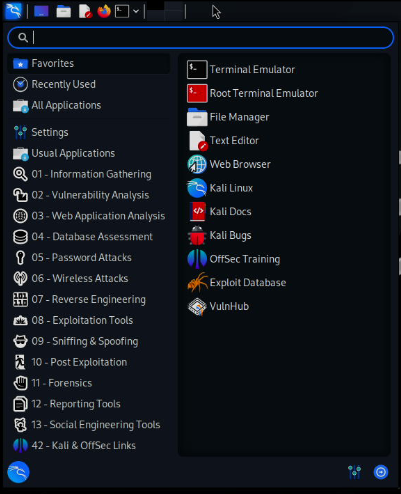 Favorites
Recently Used
All Applications
Settings
Usual Applications
01 - Information Gathering
02 - Vulnerability Analysis
03 - Web Application Analysis
04 - Database Assessment
05 - Password Attacks
06 - Wireless Attacks
07 - Reverse Engineering
08 - Exploitation Tools
09 - Sniffing & Spoofing
10 - Post Exploitation
11 - Forensics
12 - Reporting Tools
13 - Social Engineering Tools
42 - Kali & OffSec Links
Terminal Emulator
Root Terminal Emulator
File Manager
Text Editor
Web Browser
Kali Linux
Kali Docs
Kali Bugs
OffSec Training
Exploit Database
VulnHub